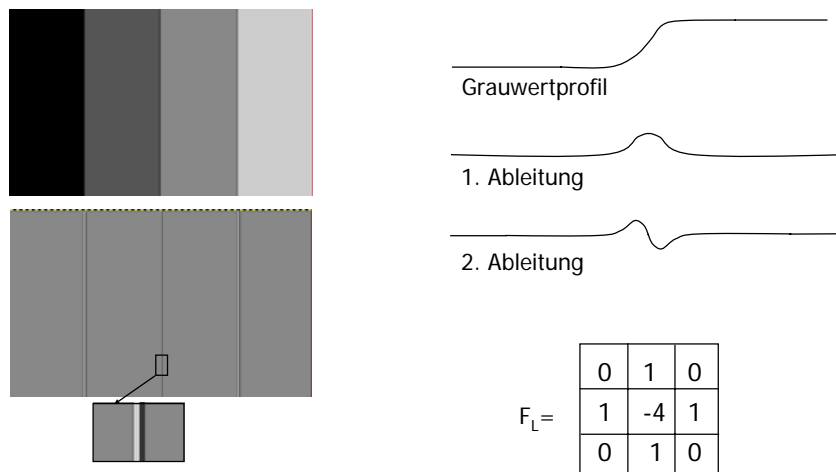 Grauwertprofil
1. Ableitung
2. Ableitung
0 1 0
F_L= 1 -4 1
0 1 0